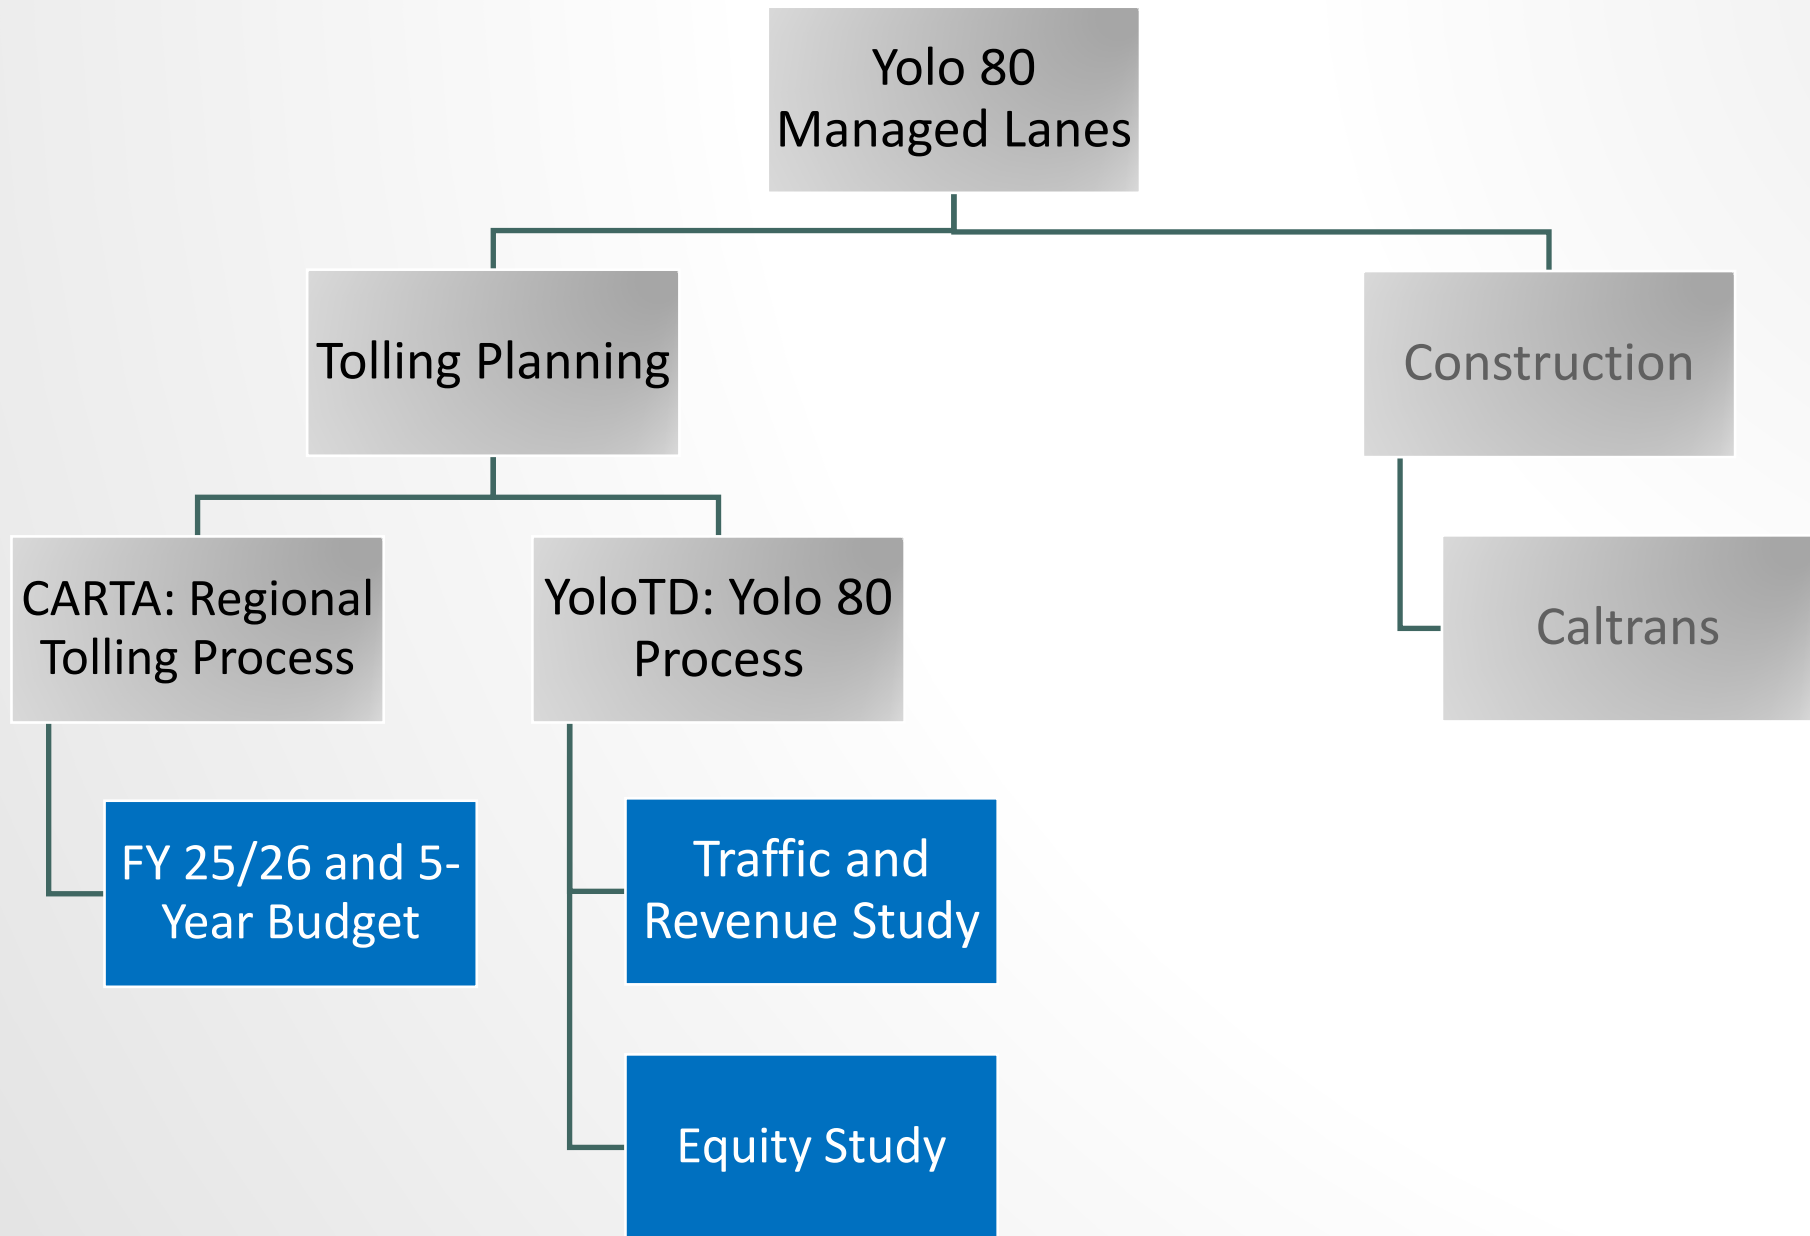 Yolo 80
Managed Lanes
Tolling Planning
Construction
CARTA: Regional
Tolling Process
YoloTD: Yolo 80
Process
Caltrans
FY 25/26 and 5-
Year Budget
Traffic and
Revenue Study
Equity Study